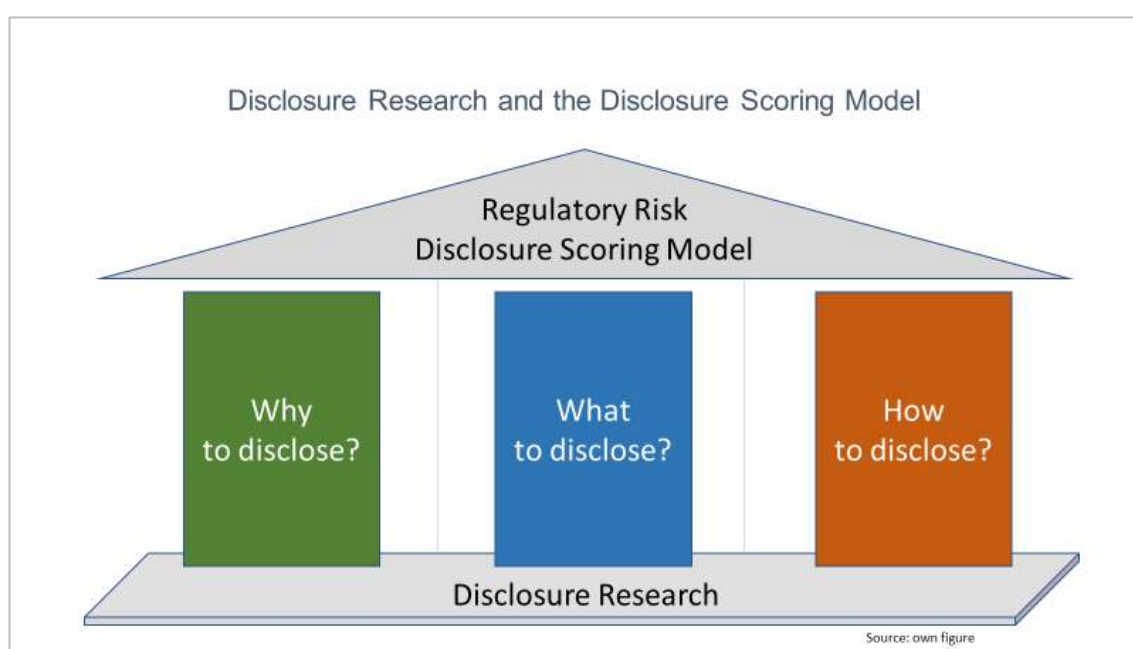 Disclosure Research and the Disclosure Scoring Model
Regulatory Risk
Disclosure Scoring Model
Why
to disclose?
What
to disclose?
How
to disclose?
Disclosure Research
Source: own figure